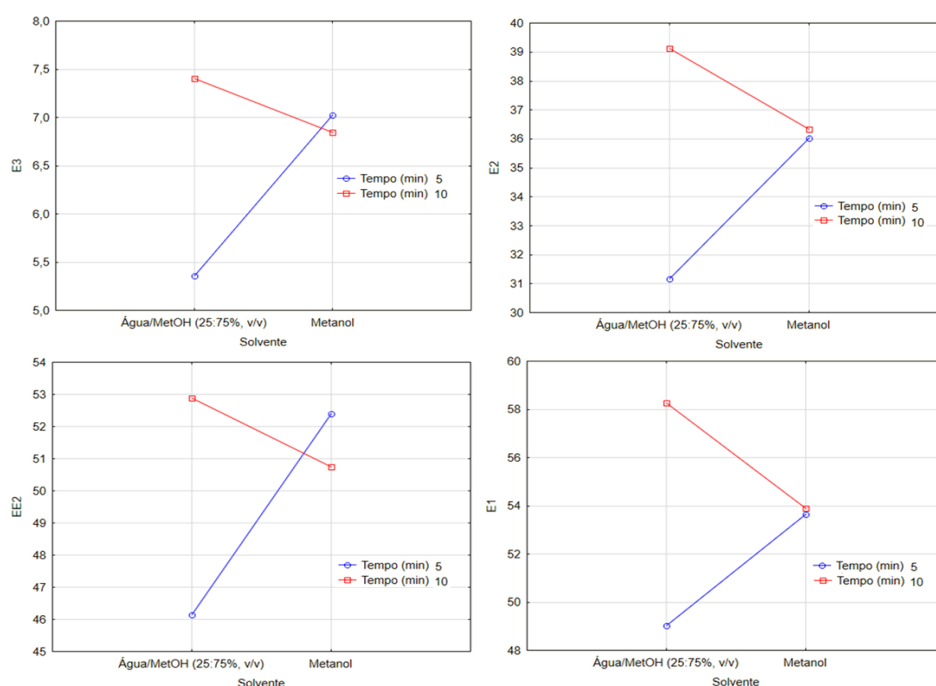 8,0
7,5
7,0
6,5
6,0
5,5
5,0
E3
Tempo (min) 5
Tempo (min) 10
Água/MetOH (25:75%, v/v)
Metanol
Solvente
40
39
38
37
36
35
34
33
32
31
30
E2
Tempo (min) 5
Tempo (min) 10
Água/MetOH (25:75%, v/v)
Metanol
Solvente
54
53
52
51
50
49
48
47
46
45
EE2
Tempo (min) 5
Tempo (min) 10
Água/MetOH (25:75%, v/v)
Metanol
Solvente
60
58
56
54
52
50
48
E1
Tempo (min) 5
Tempo (min) 10
Água/MetOH (25:75%, v/v)
Metanol
Solvente